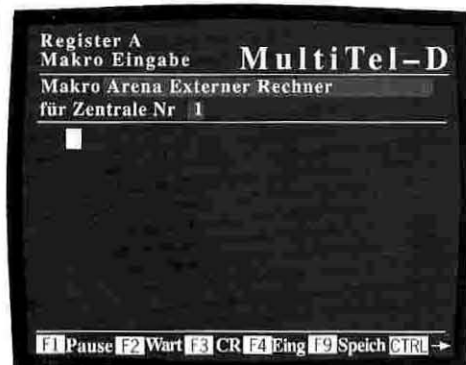 Register A
Makro Eingabe MultiTel–D
Makro Arena Externer Rechner
für Zentrale Nr 1
F1 Pause F2 Wart F3 CR F4 Eing F9 Speich CTRL →